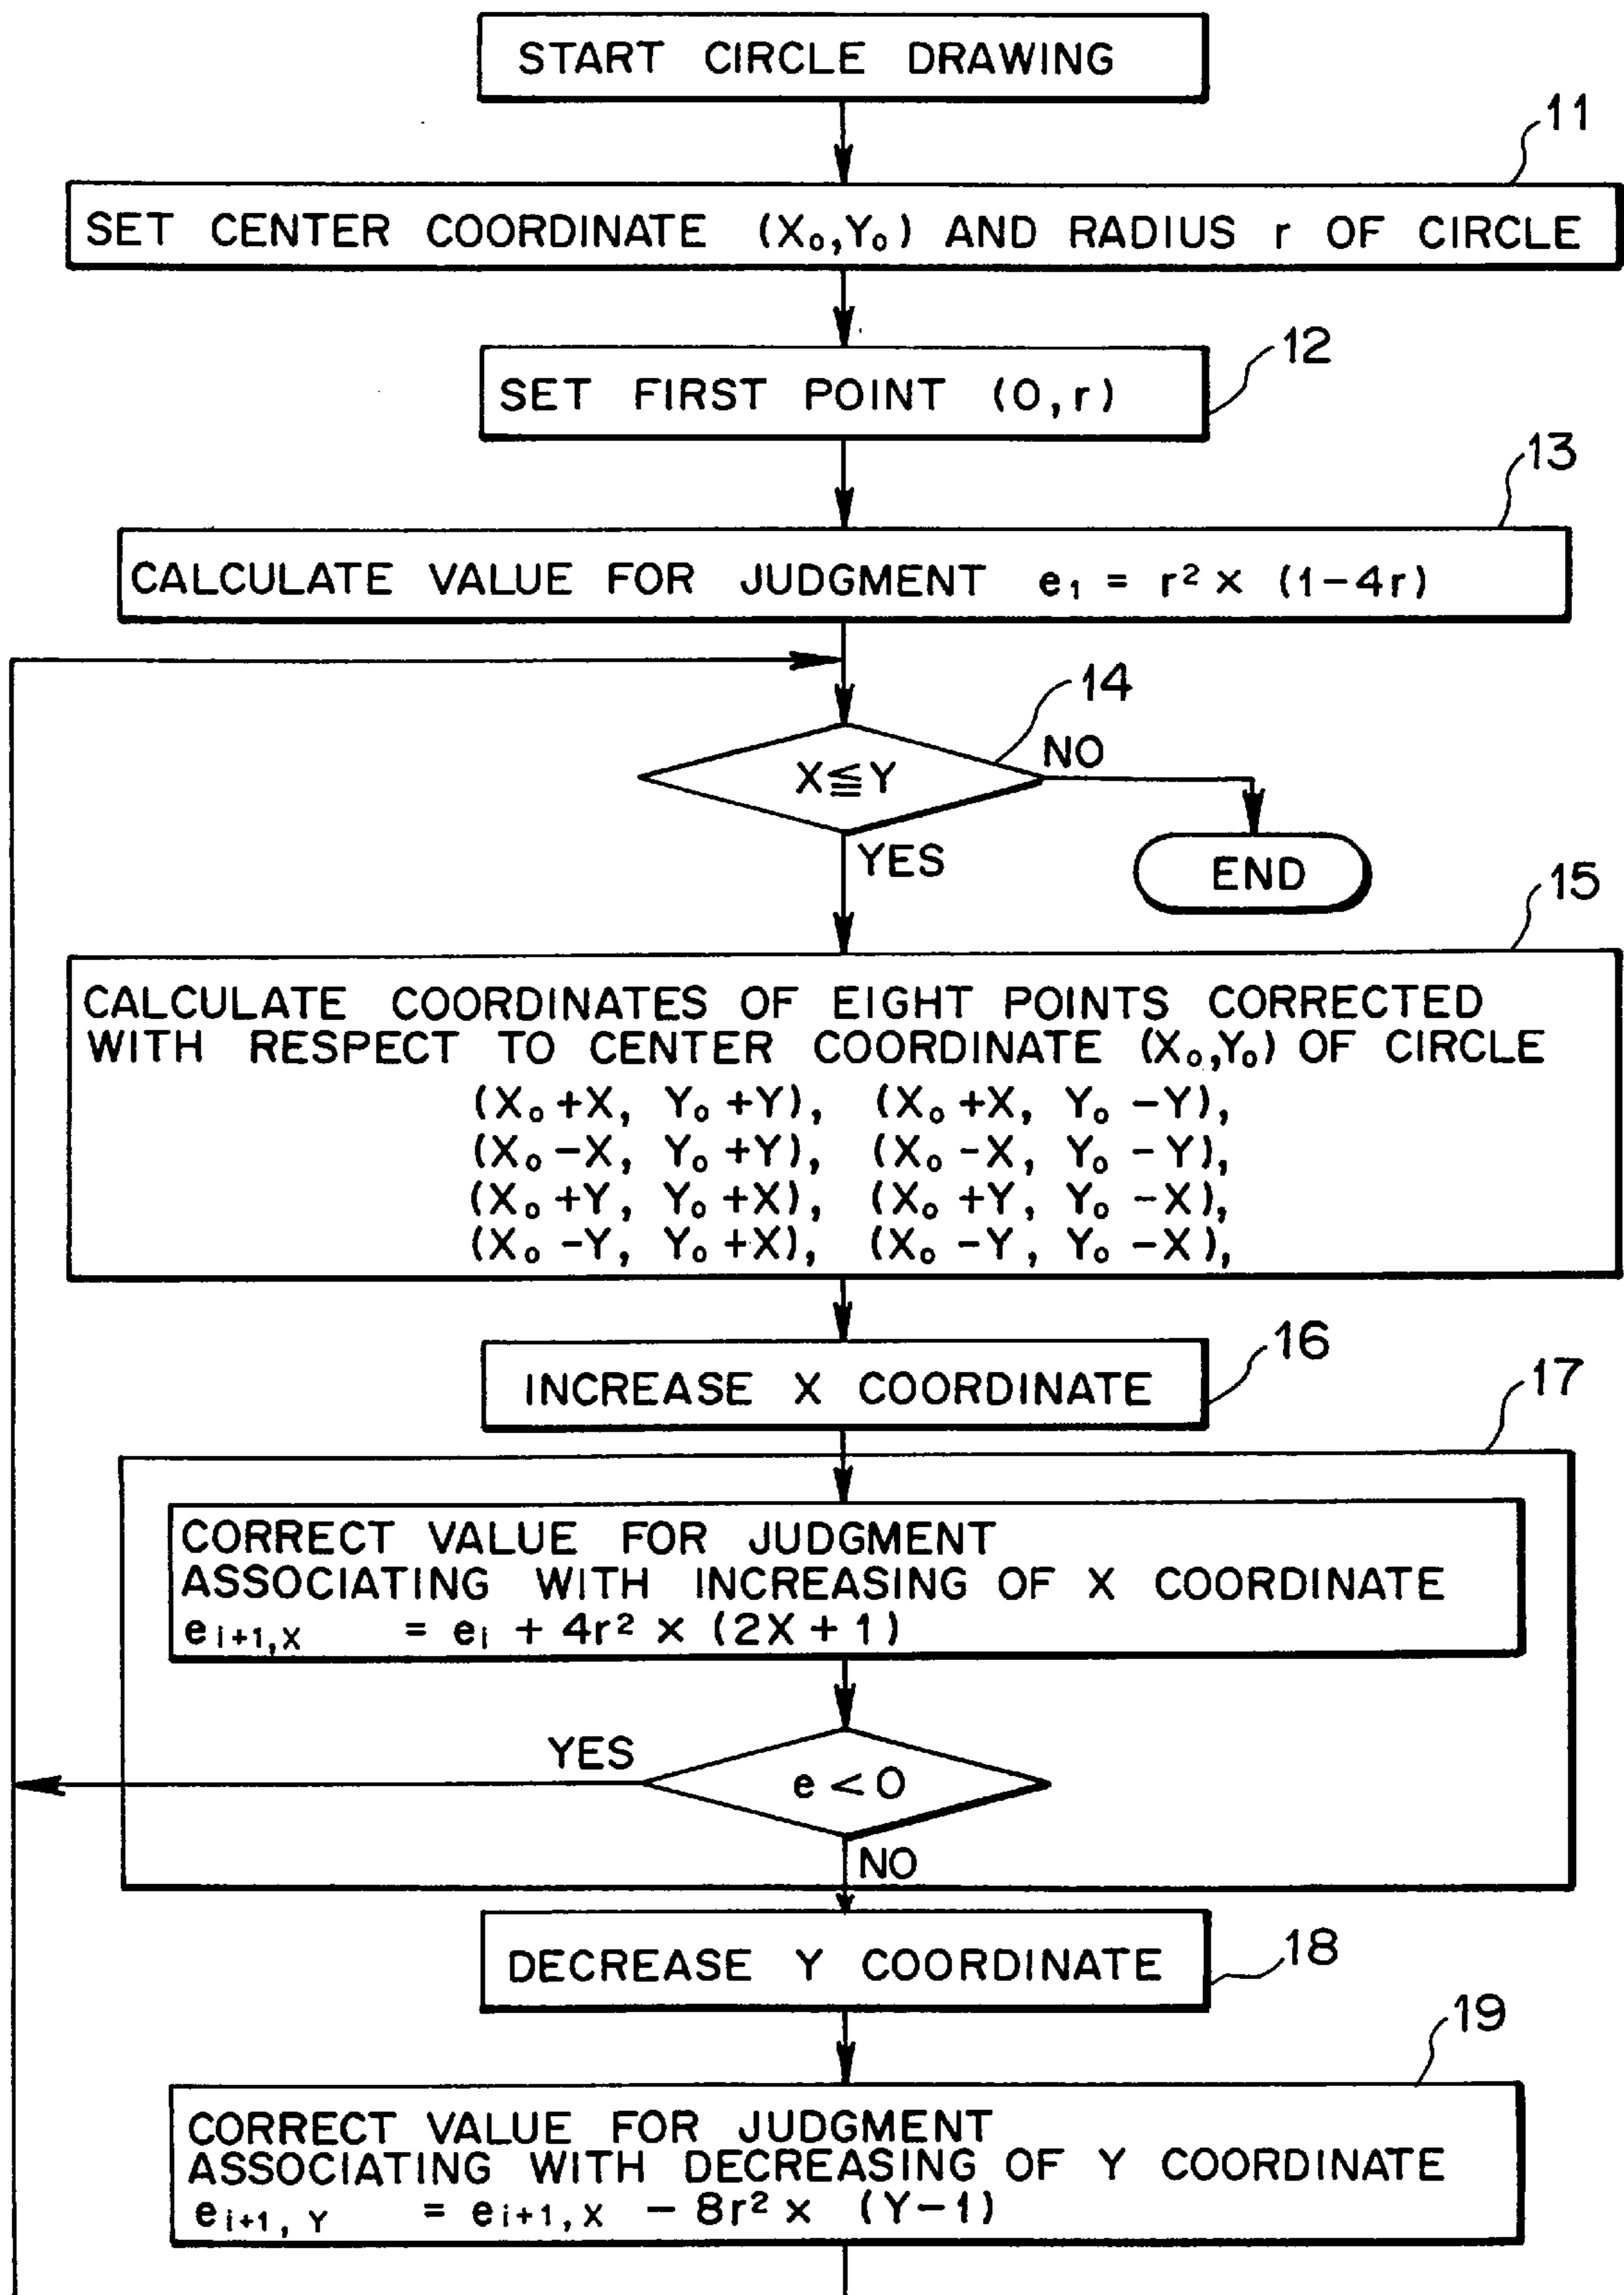 START CIRCLE DRAWING
11
SET CENTER COORDINATE (X₀,Y₀) AND RADIUS r OF CIRCLE
12
SET FIRST POINT (0,r)
13
CALCULATE VALUE FOR JUDGMENT e₁ = r² × (1-4r)
14
X≦Y
NO
YES
END
15
CALCULATE COORDINATES OF EIGHT POINTS CORRECTED
WITH RESPECT TO CENTER COORDINATE (X₀,Y₀) OF CIRCLE
(X₀+X, Y₀+Y), (X₀+X, Y₀-Y),
(X₀-X, Y₀+Y), (X₀-X, Y₀-Y),
(X₀+Y, Y₀+X), (X₀+Y, Y₀-X),
(X₀-Y, Y₀+X), (X₀-Y, Y₀-X),
16
INCREASE X COORDINATE
17
CORRECT VALUE FOR JUDGMENT
ASSOCIATING WITH INCREASING OF X COORDINATE
e i+1,X = e i + 4r² × (2X+1)
YES
e < 0
NO
DECREASE Y COORDINATE
18
19
CORRECT VALUE FOR JUDGMENT
ASSOCIATING WITH DECREASING OF Y COORDINATE
e i+1, Y = e i+1, X - 8r² × (Y-1)